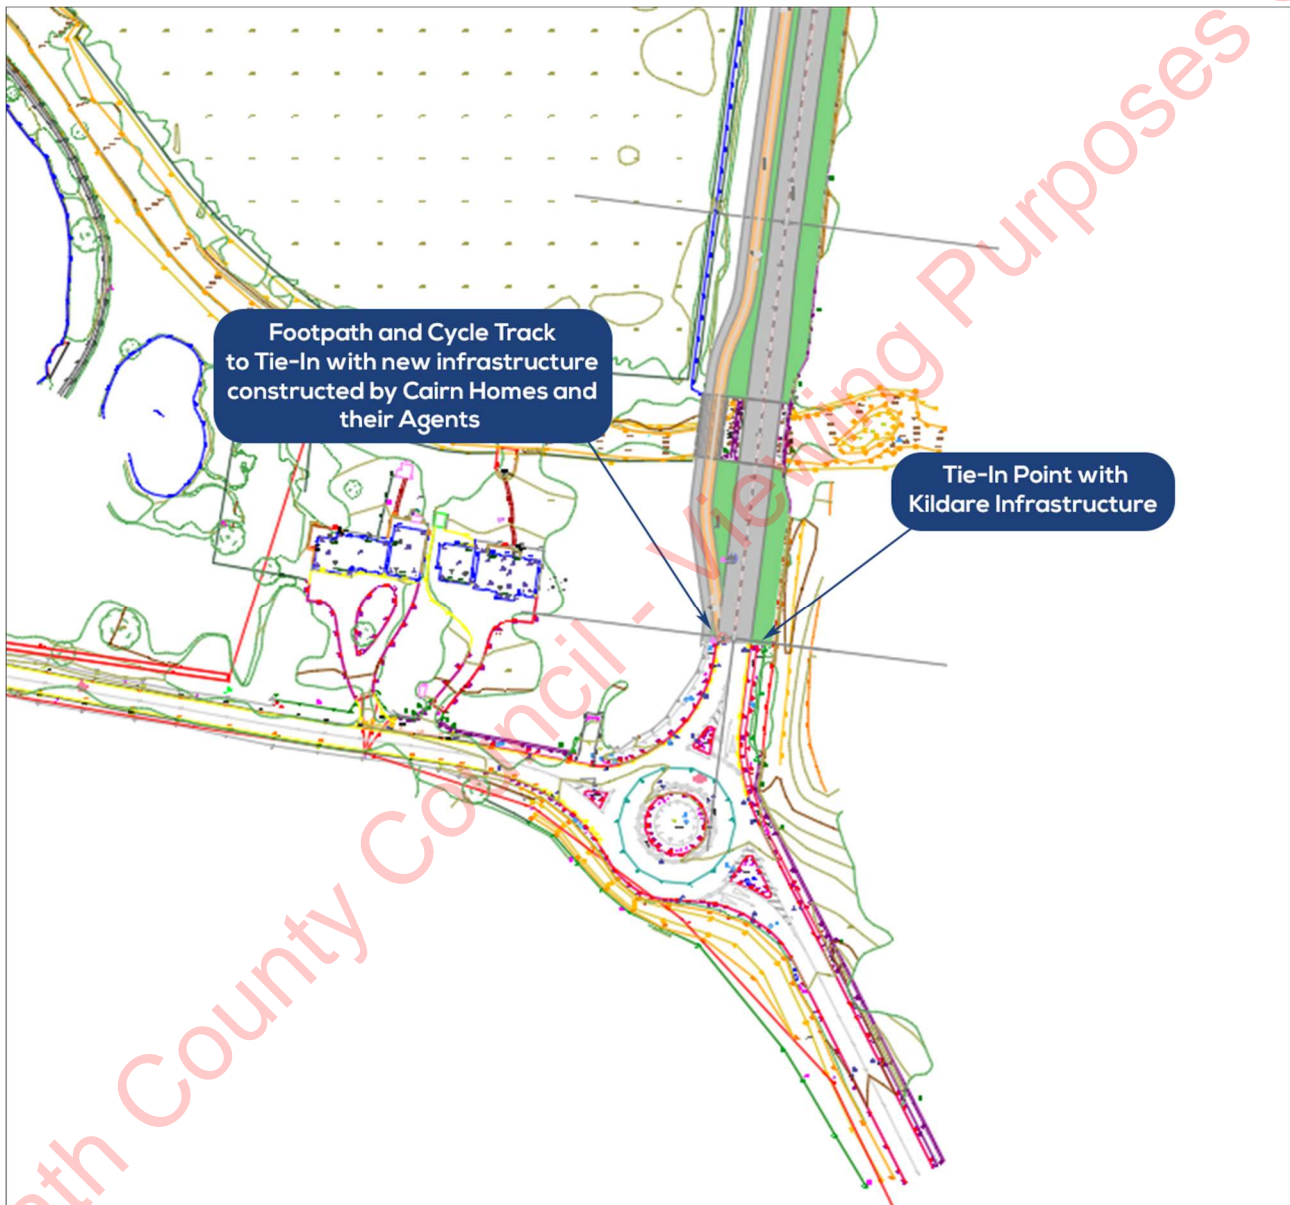 Footpath and Cycle Track
to Tie-In with new infrastructure
constructed by Cairn Homes and
their Agents
Tie-In Point with
Kildare Infrastructure
County Council - Viewing Purposes